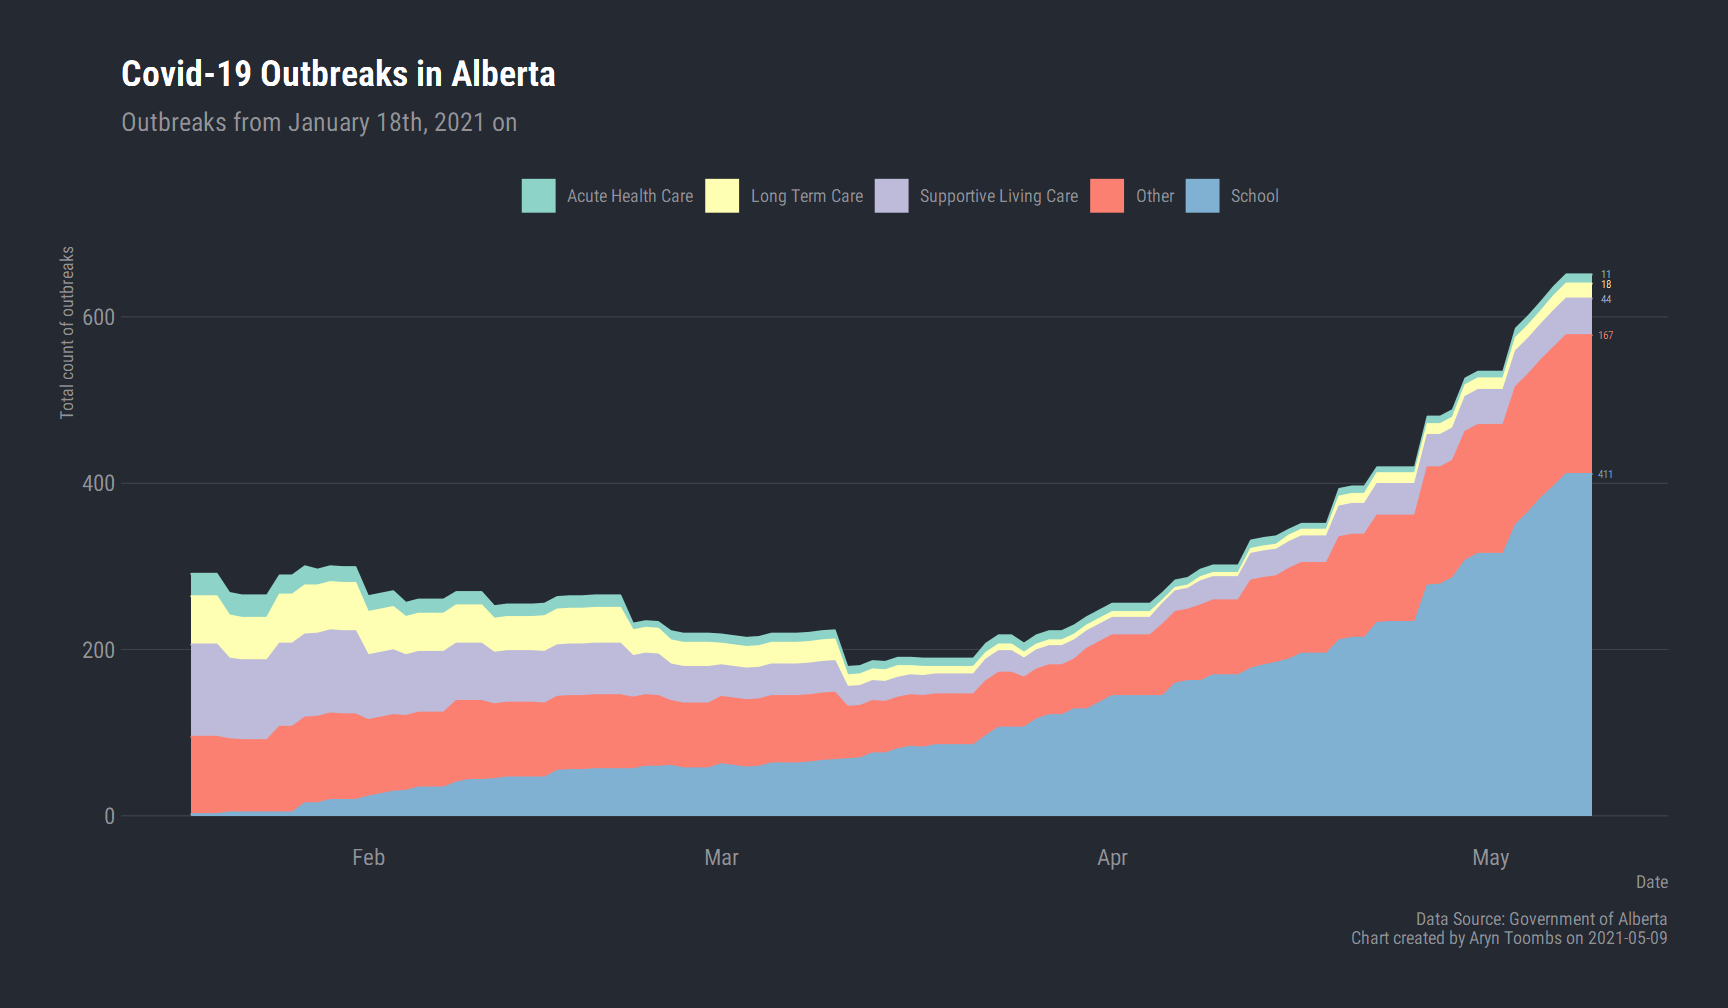 Covid-19 Outbreaks in Alberta
Outbreaks from January 18th, 2021 on
Acute Health Care Long Term Care Supportive Living Care Other School
Total count of outbreaks
600
400
200
0
11
18
44
167
411
Feb Mar Apr May
Date
Data Source: Government of Alberta
Chart created by Aryn Toombs on 2021-05-09